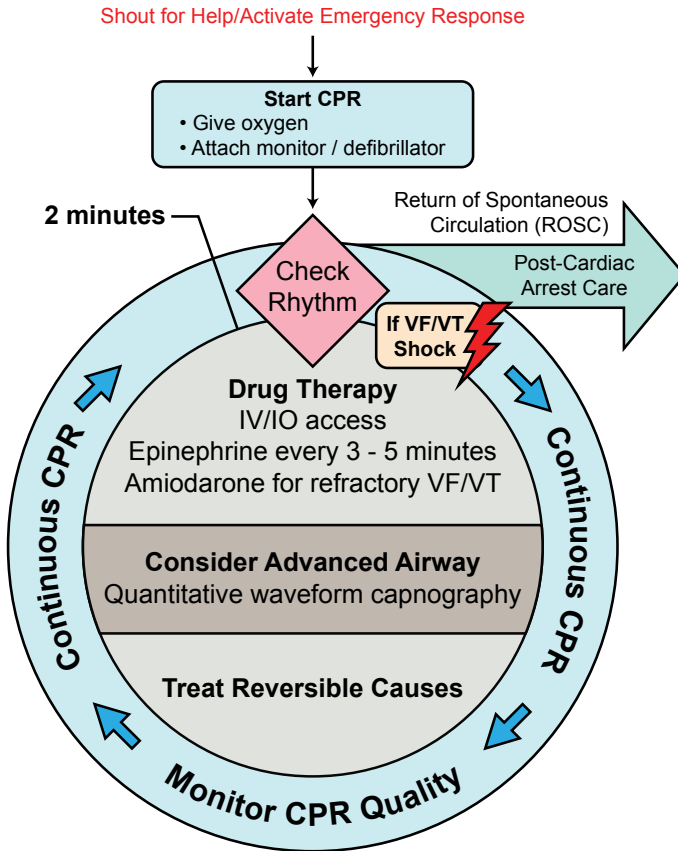 Shout for Help/Activate Emergency Response
Start CPR
• Give oxygen
• Attach monitor / defibrillator
2 minutes
Return of Spontaneous
Circulation (ROSC)
Check
Rhythm
Post-Cardiac
Arrest Care
If VF/VT
Shock
Drug Therapy
IV/IO access
Epinephrine every 3 - 5 minutes
Amiodarone for refractory VF/VT
Consider Advanced Airway
Quantitative waveform capnography
Treat Reversible Causes
Continuous CPR
Monitor CPR Quality
Continuous CPR